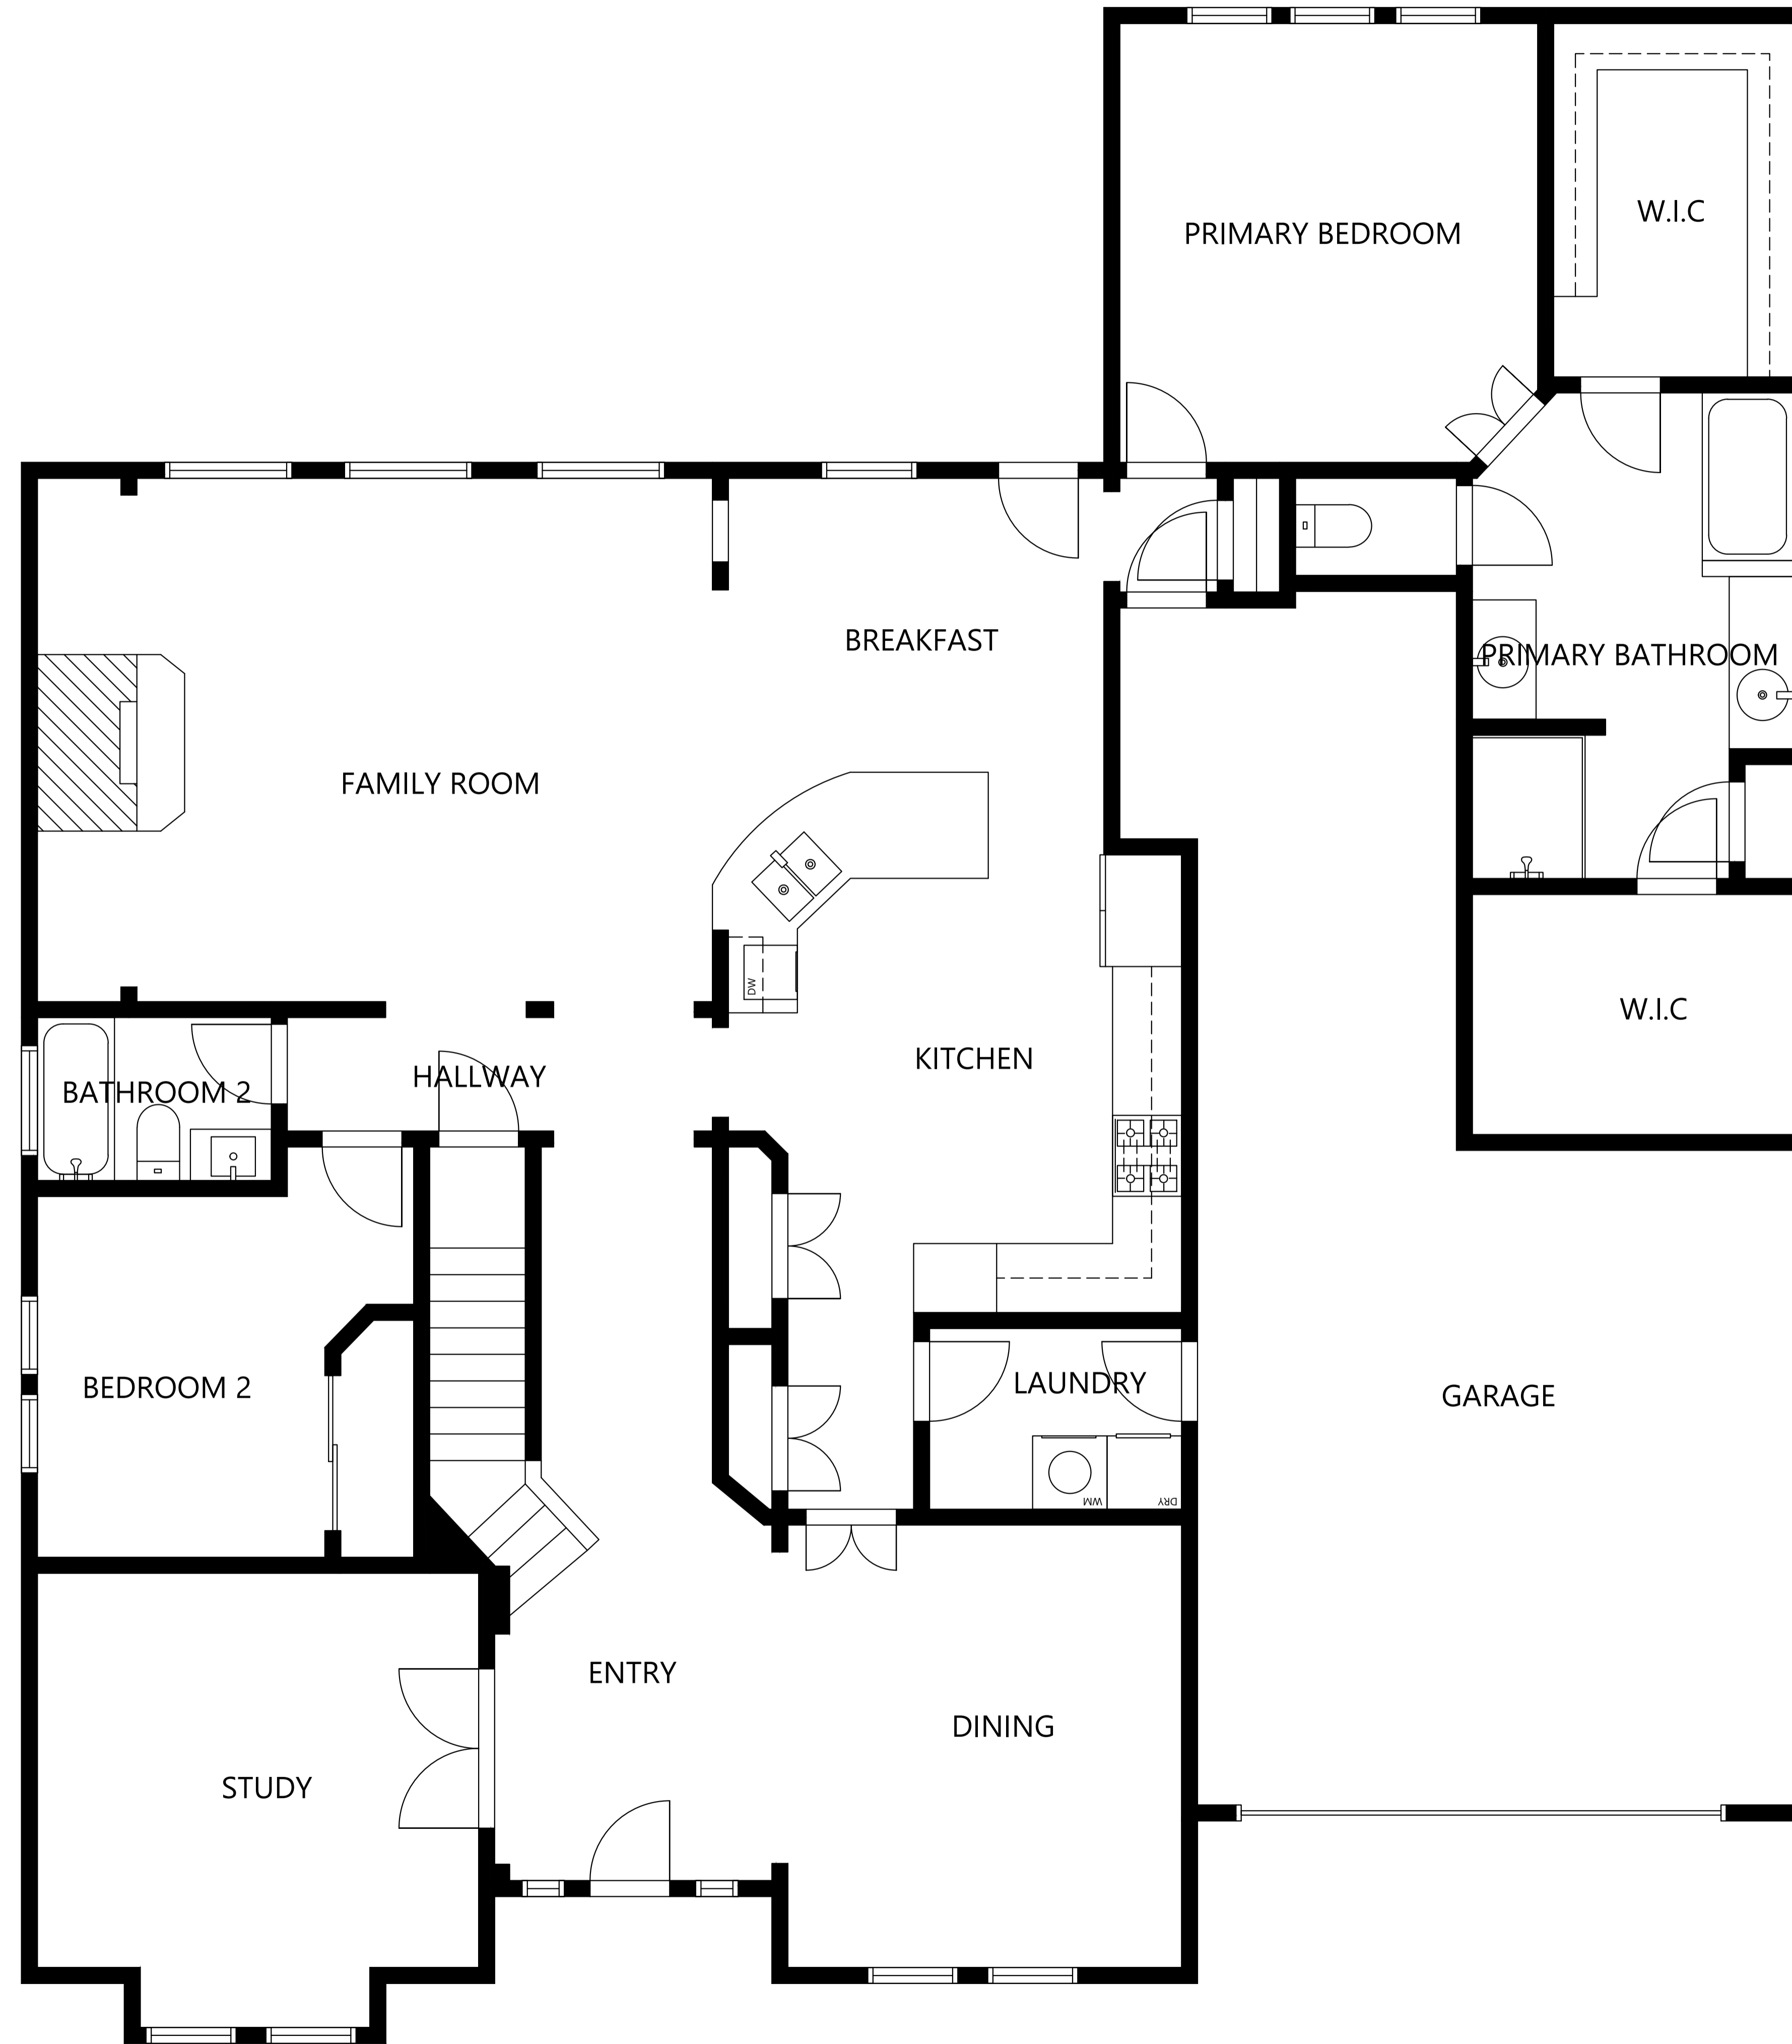 W.I.C
PRIMARY BEDROOM
BREAKFAST
PRIMARY BATHROOM
FAMILY ROOM
DW
W.I.C
KITCHEN
HALLWAY
BATHROOM 2
LAUNDRY
BEDROOM 2
GARAGE
WM
DRY
ENTRY
DINING
STUDY